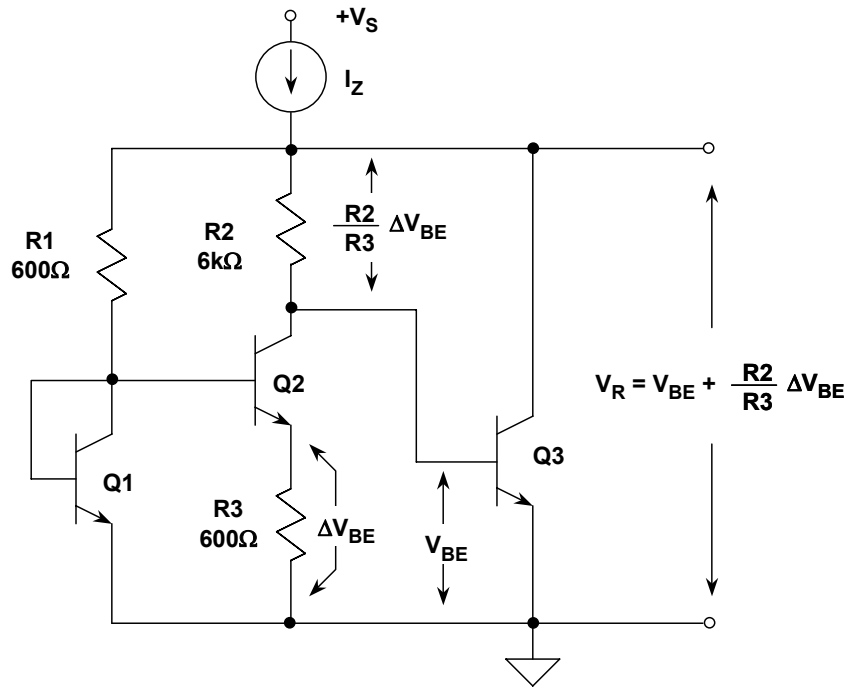 +VS
IZ
R1
600Ω
R2
6kΩ
R2
R3
ΔVBE
Q2
Q1
R3
600Ω
ΔVBE
VBE
Q3
VR = VBE + R2
R3 ΔVBE